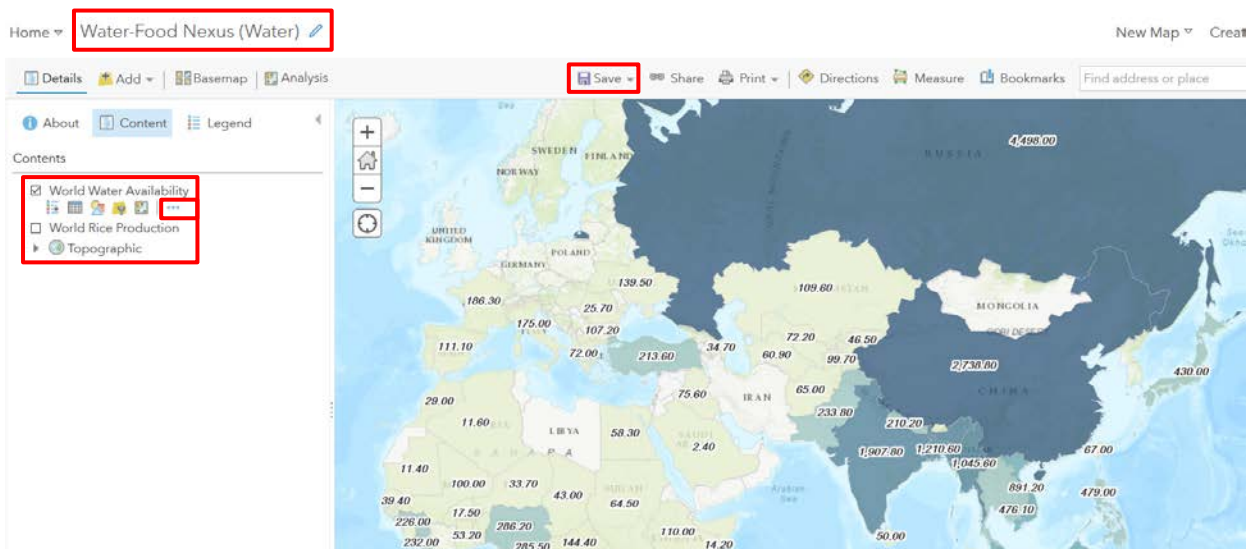 Home Water-Food Nexus (Water) New Map
Details Add Basemap Analysis Save Share Print Directions Measure Bookmarks Find address or place
About Content Legend
Contents
World Water Availability
World Rice Production
Topographic
SWEDEN
FINLAND
NORWAY
RUSSIA
4,498.00
UNITED
KINGDOM
POLAND
GERMANY
139.50
109.60
MONGOLIA
186.30
25.70
GOBI DESERT
175.00
107.20
72.20
46.50
111.10
72.00
213.60
34.70
60.90
99.70
2,738.80
430.00
CHINA
75.60
IRAN
65.00
29.00
233.80
210.20
11.60
LIBYA
58.30
SAUDI
2.40
1,907.80
1,210.60
67.00
SAHARA
1,045.60
11.40
100.00
33.70
43.00
891.20
479.00
39.40
SUDAN
64.50
Arabian
Sea
476.10
17.50
226.00
286.20
110.00
50.00
232.00
53.20
285.50
144.40
14.20